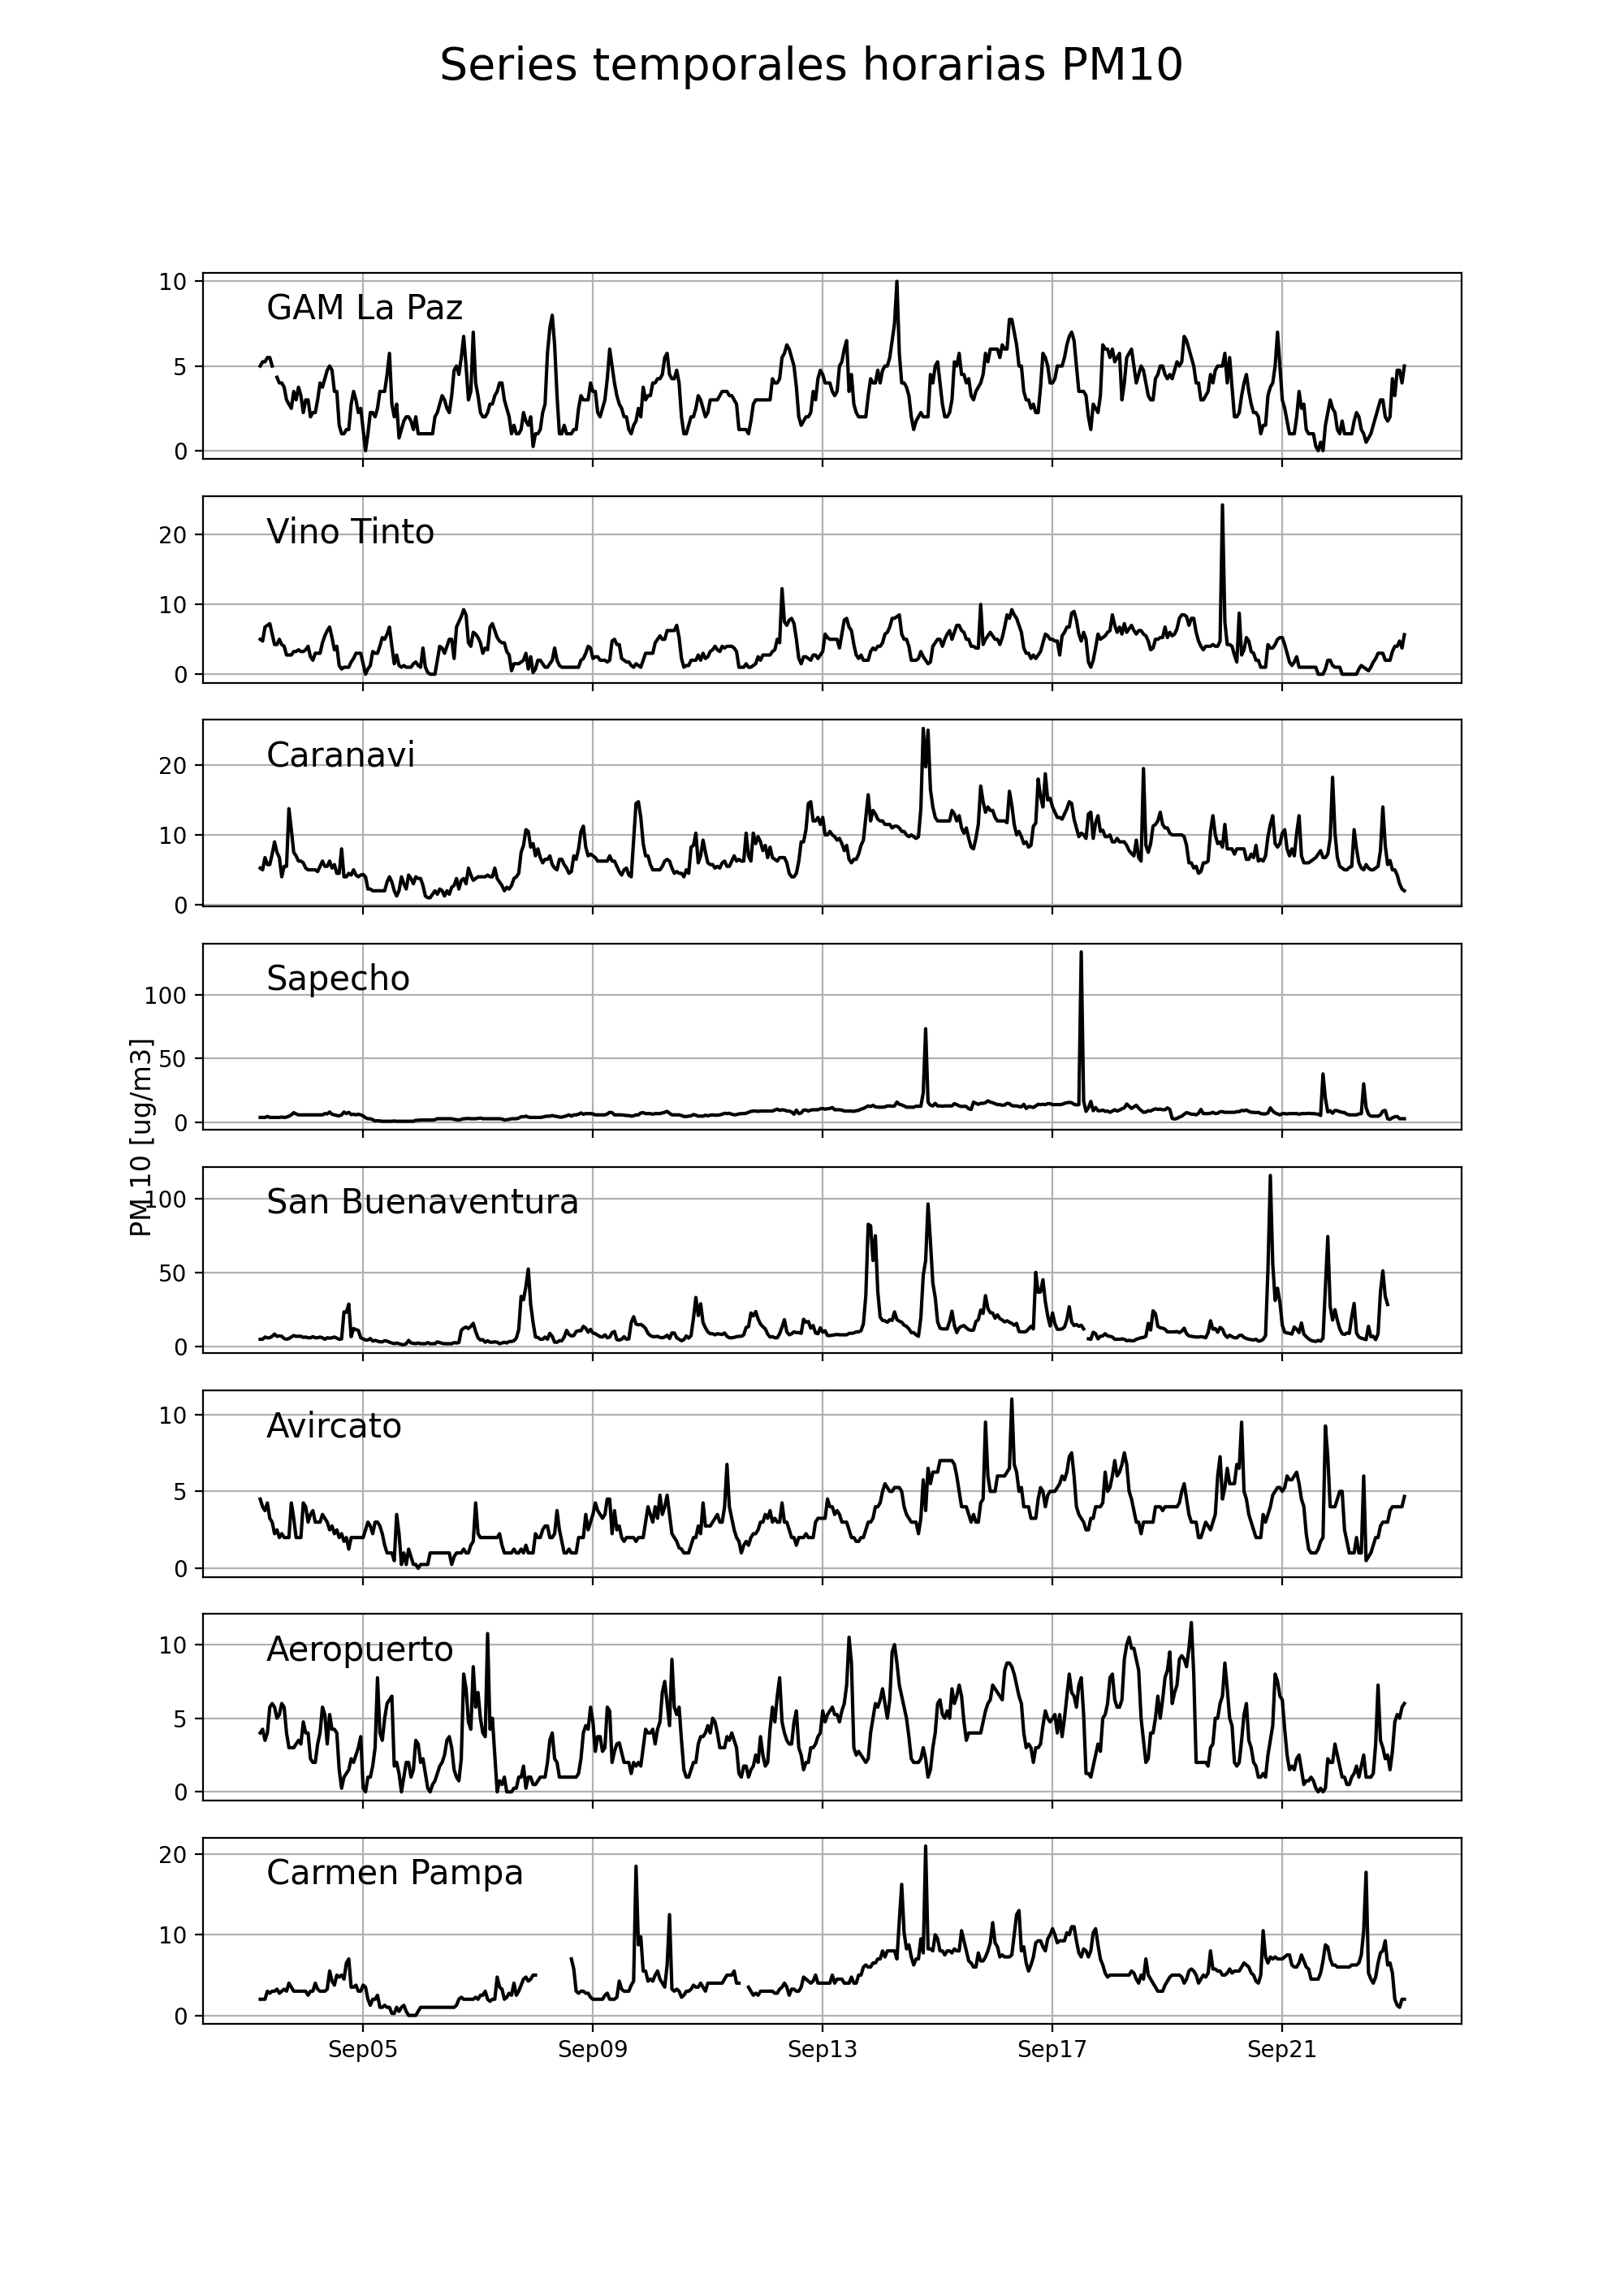 Series temporales horarias PM10
10
5
0
GAM La Paz
20
10
0
Vino Tinto
20
10
0
Caranavi
100
50
0
Sapecho
PM 10 [ug/m3]
100
50
0
San Buenaventura
10
5
0
Avircato
10
5
0
Aeropuerto
20
10
0
Carmen Pampa
Sep05 Sep09 Sep13 Sep17 Sep21